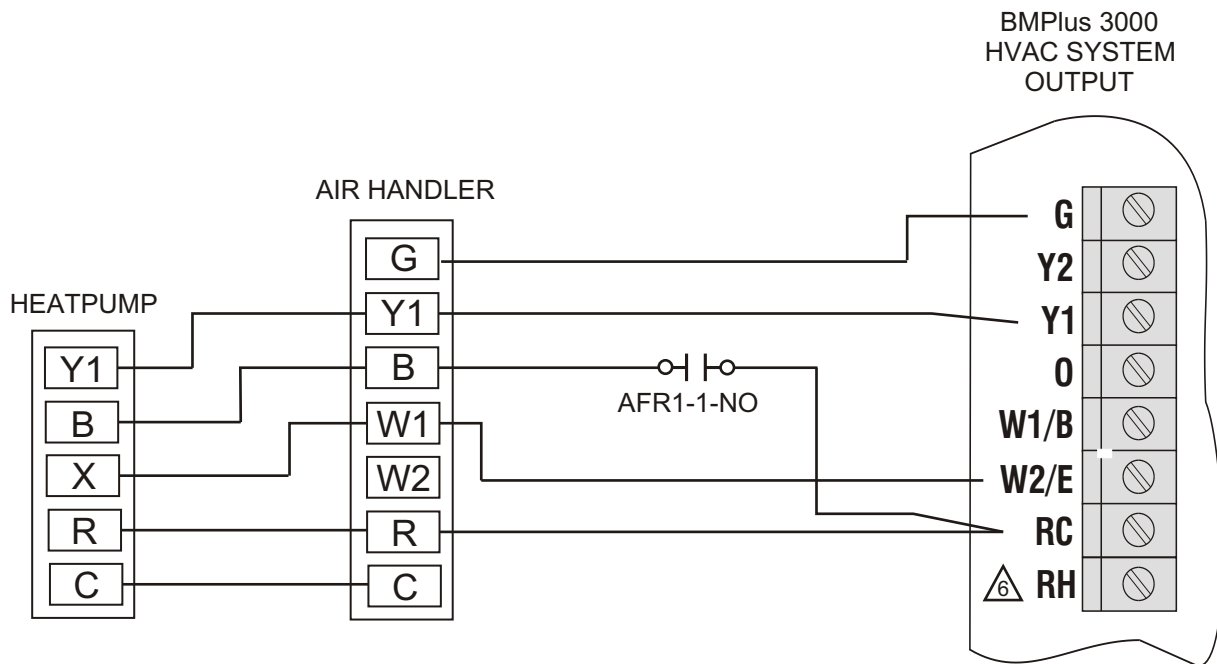 BMPlus 3000
HVAC SYSTEM
OUTPUT
AIR HANDLER
HEATPUMP
Y1
B
X
R
C
G
Y1
B
W1
W2
R
C
AFR1-1-NO
G
Y2
Y1
O
W1/B
W2/E
RC
6 RH